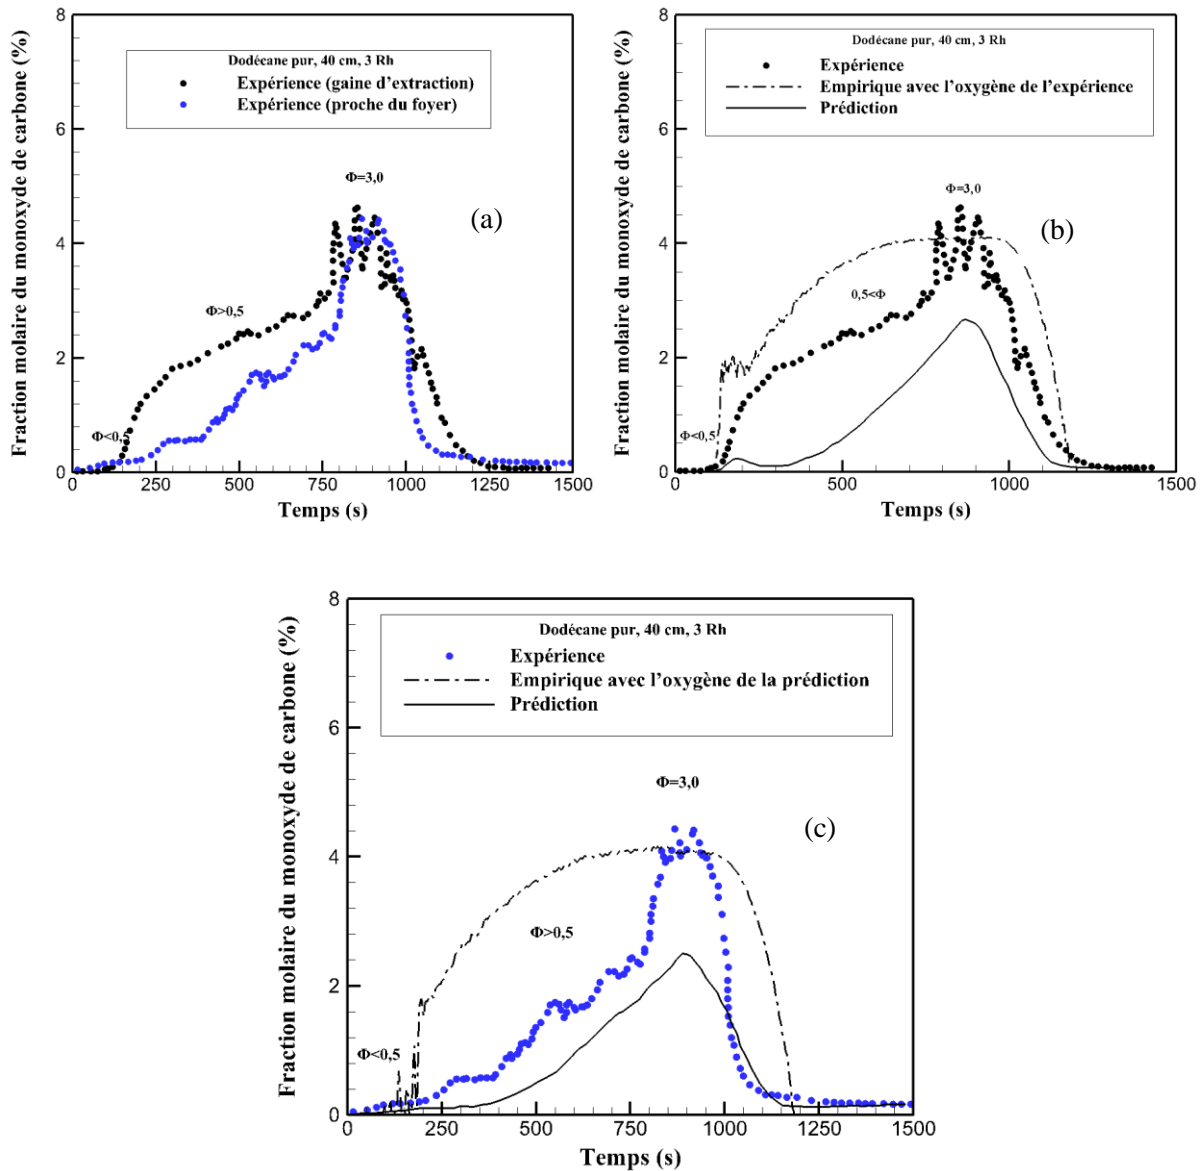 Fraction molaire du monoxyde de carbone (%)
8
6
4
2
0
Dodécane pur, 40 cm, 3 Rh
Expérience (gaine d'extraction)
Expérience (proche du foyer)
Φ=3,0
(a)
Φ>0,5
Φ<0,5
0 250 500 750 1000 1250 1500
Temps (s)
Fraction molaire du monoxyde de carbone (%)
8
6
4
2
0
Dodécane pur, 40 cm, 3 Rh
Expérience
Empirique avec l'oxygène de l'expérience
Prédiction
Φ=3,0
(b)
0,5<Φ
Φ<0,5
0 500 1000 1500
Temps (s)
Fraction molaire du monoxyde de carbone (%)
8
6
4
2
0
Dodécane pur, 40 cm, 3 Rh
Expérience
Empirique avec l'oxygène de la prédiction
Prédiction
Φ=3,0
(c)
Φ>0,5
Φ<0,5
0 250 500 750 1000 1250 1500
Temps (s)